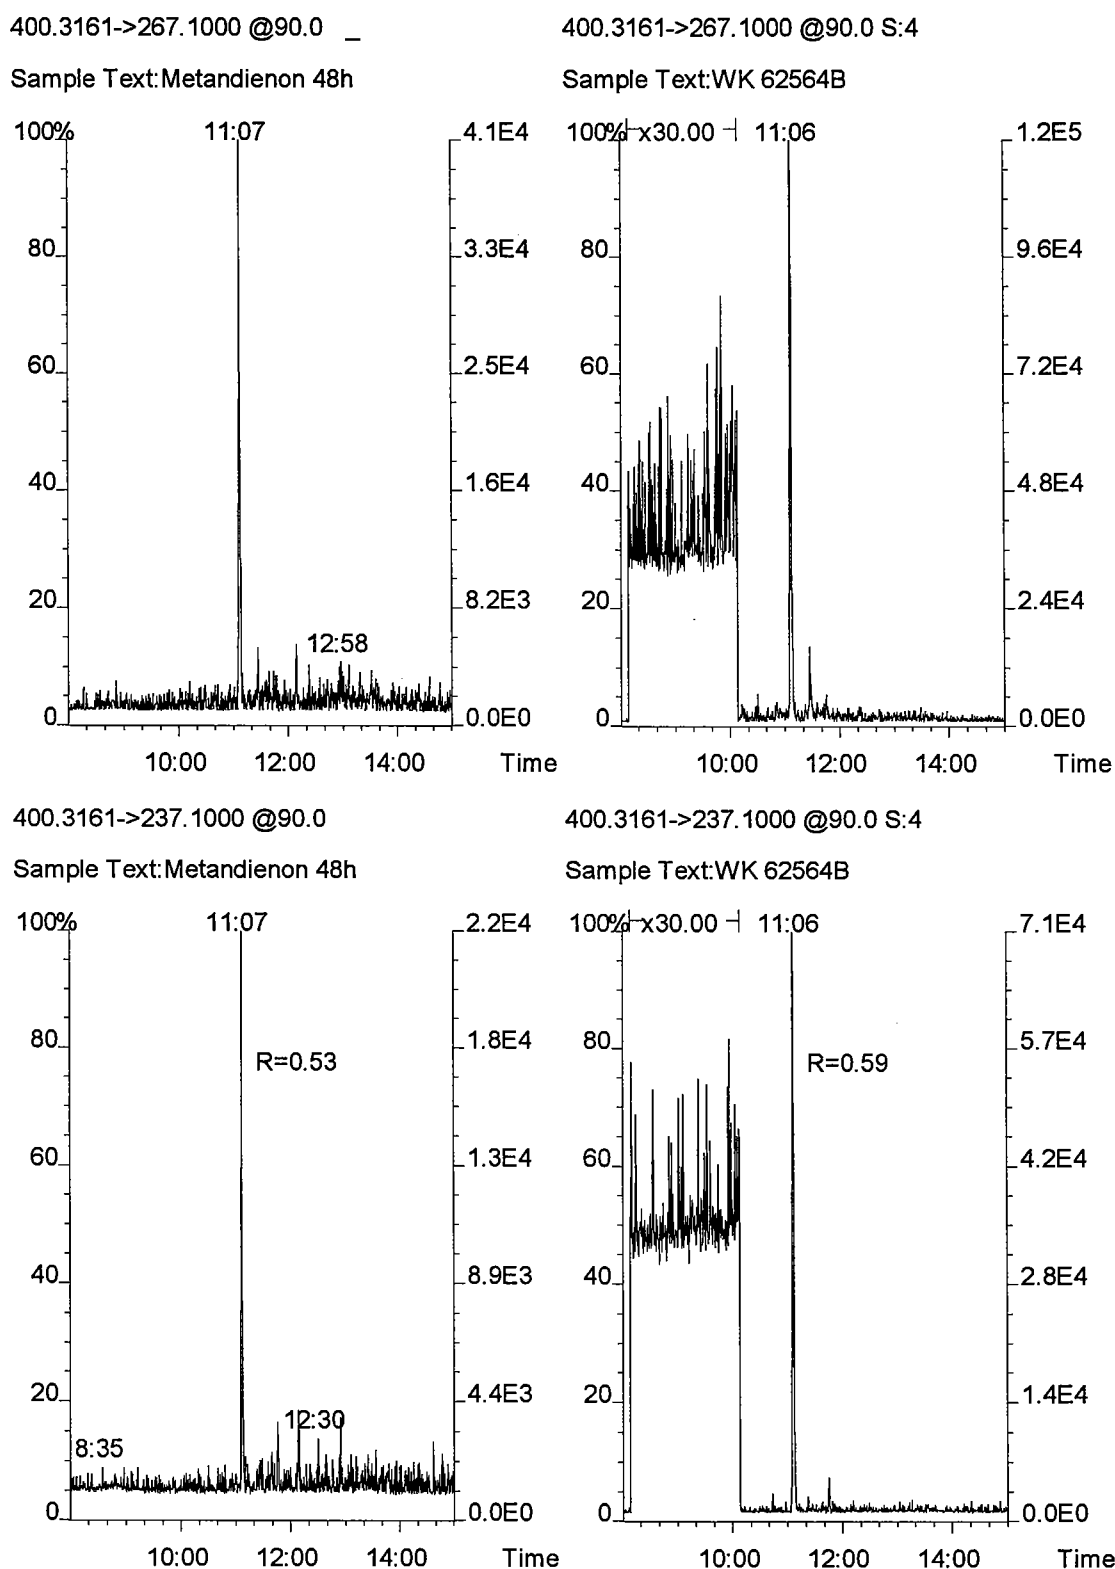 400.3161->267.1000 @90.0 _
Sample Text:Metandienon 48h
100% 11:07 4.1E4
80 3.3E4
60 2.5E4
40 1.6E4
20 8.2E3
12:58
0 0.0E0
10:00 12:00 14:00 Time
400.3161->267.1000 @90.0 S:4
Sample Text:WK 62564B
100% x30.00 11:06 1.2E5
80 9.6E4
60 7.2E4
40 4.8E4
20 2.4E4
0 0.0E0
10:00 12:00 14:00 Time
400.3161->237.1000 @90.0
Sample Text:Metandienon 48h
100% 11:07 2.2E4
80 1.8E4
R=0.53
60 1.3E4
40 8.9E3
20 4.4E3
12:30
8:35
0 0.0E0
10:00 12:00 14:00 Time
400.3161->237.1000 @90.0 S:4
Sample Text:WK 62564B
100% x30.00 11:06 7.1E4
80 5.7E4
R=0.59
60 4.2E4
40 2.8E4
20 1.4E4
0 0.0E0
10:00 12:00 14:00 Time